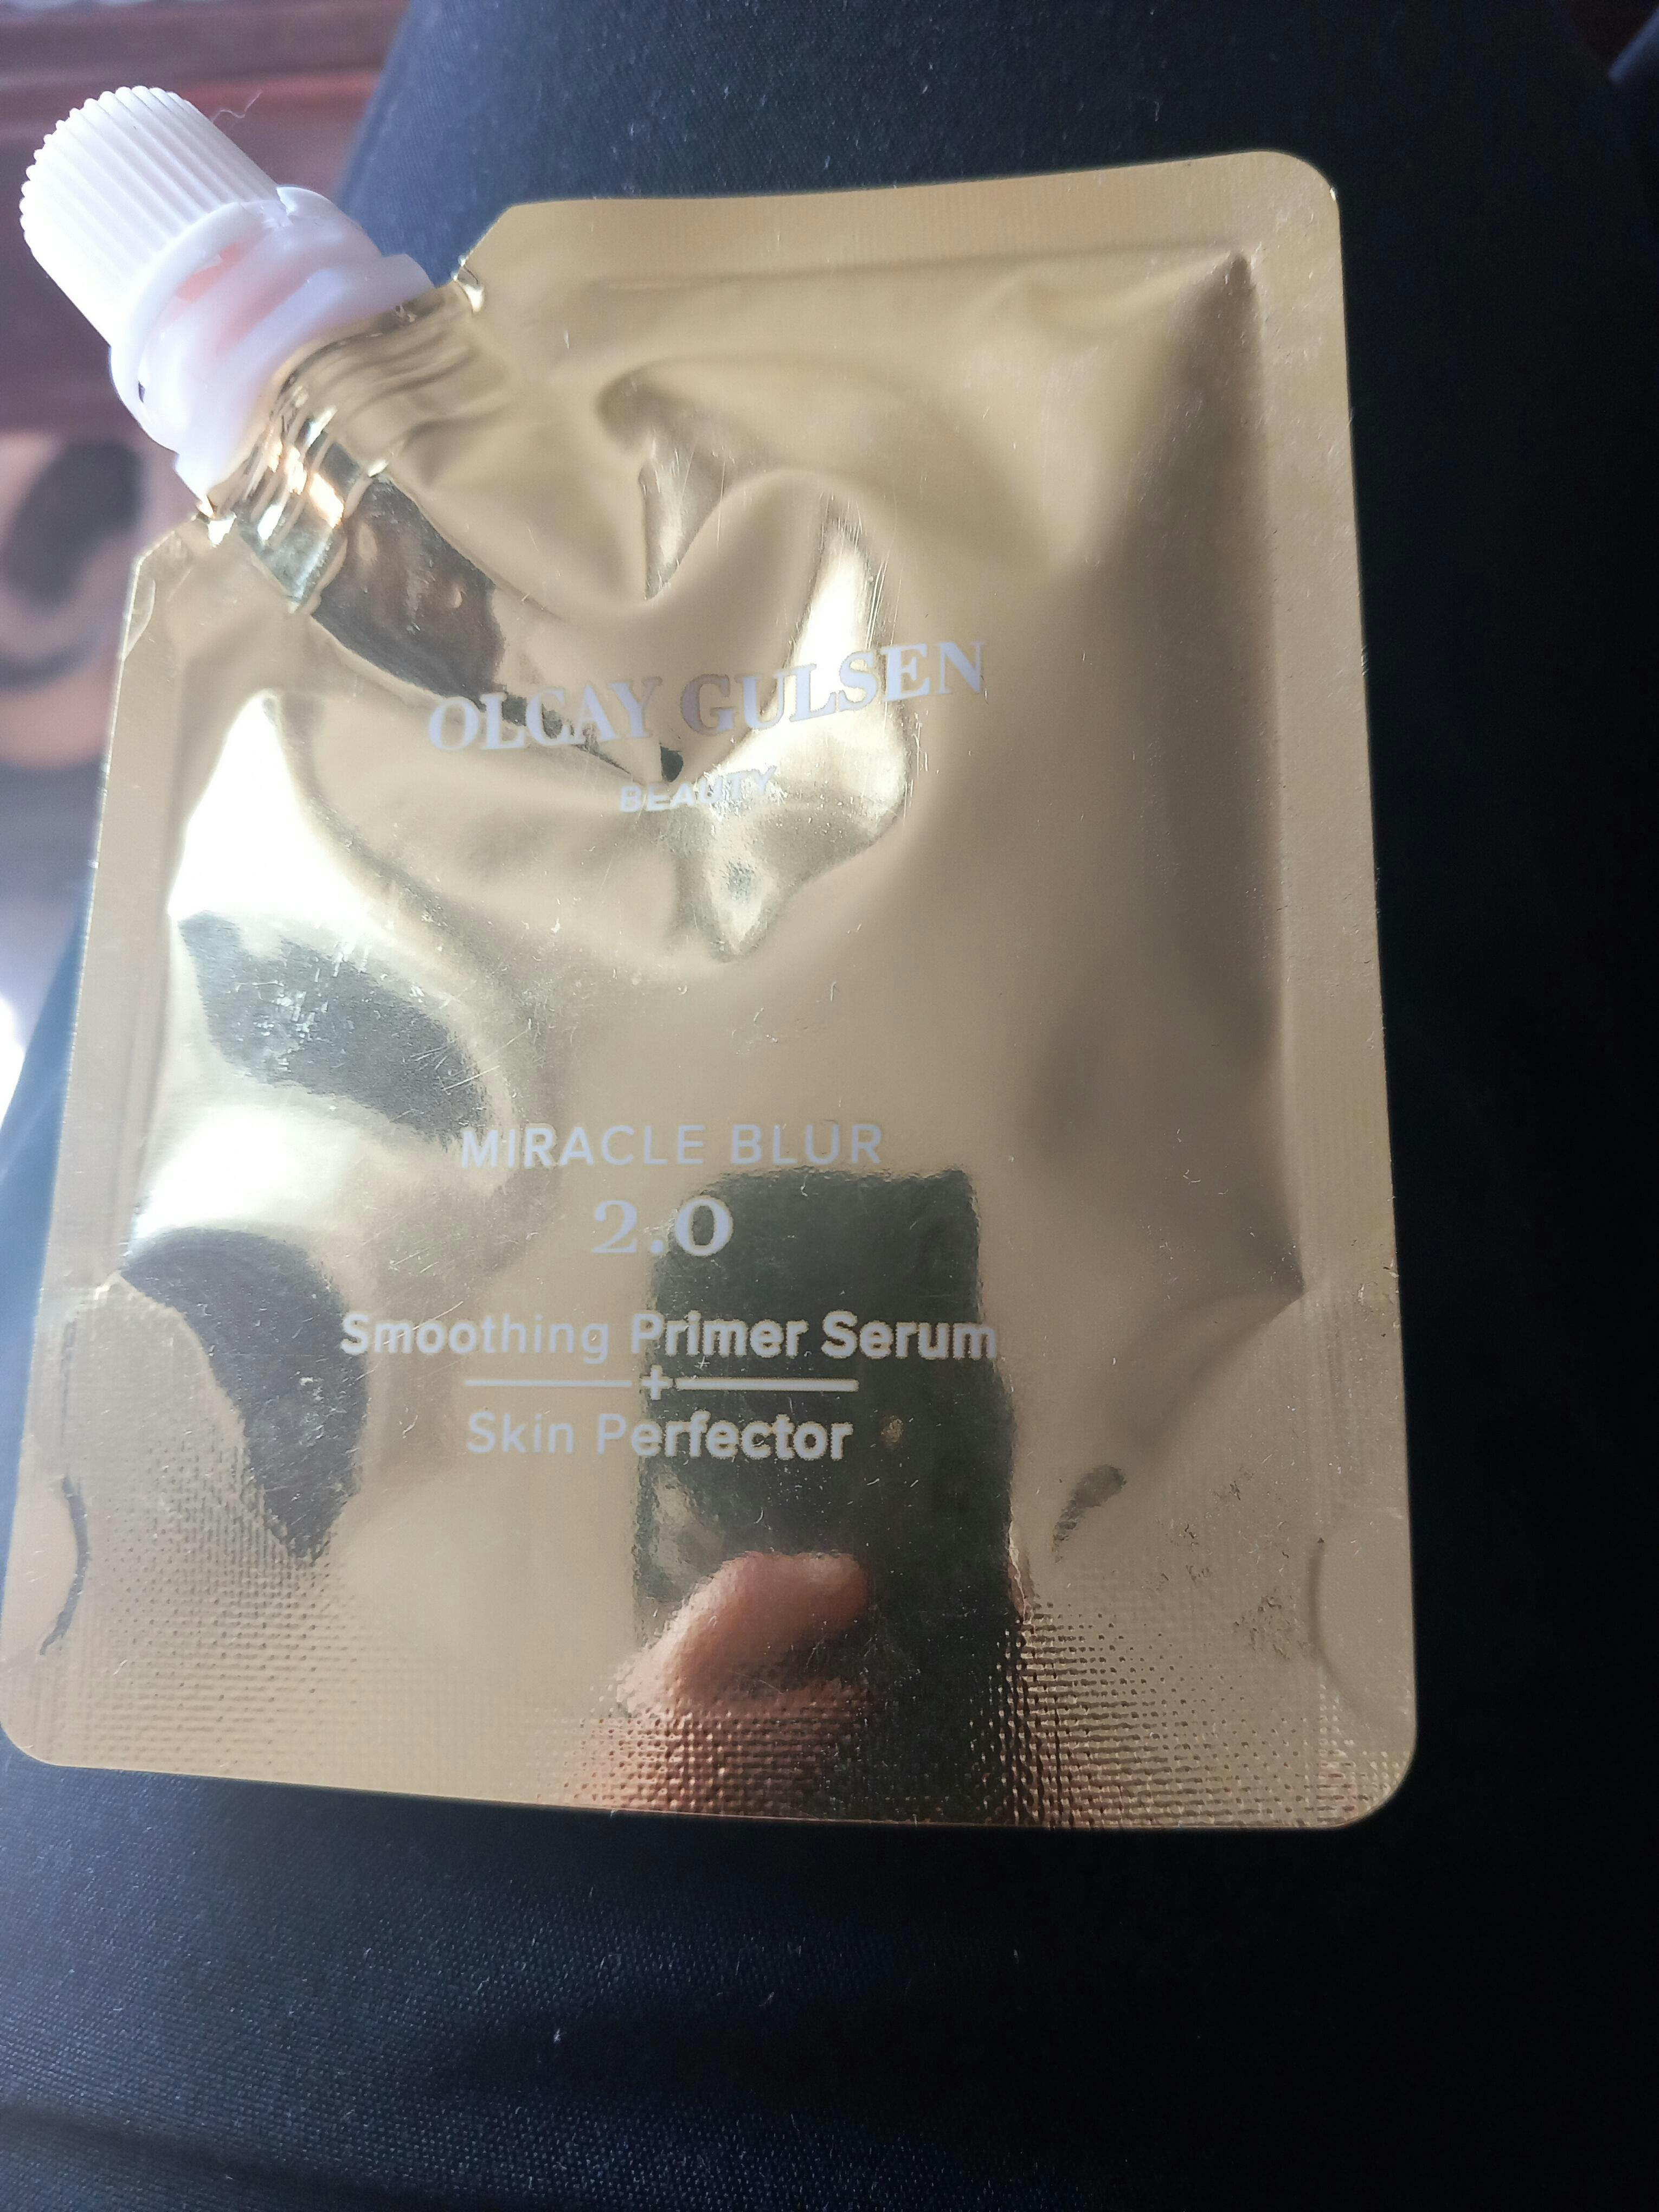 OLCAY GULSEN
BEAUTY
MIRACLE BLUR
2.0
Smoothing Primer Serum
+
Skin Perfector